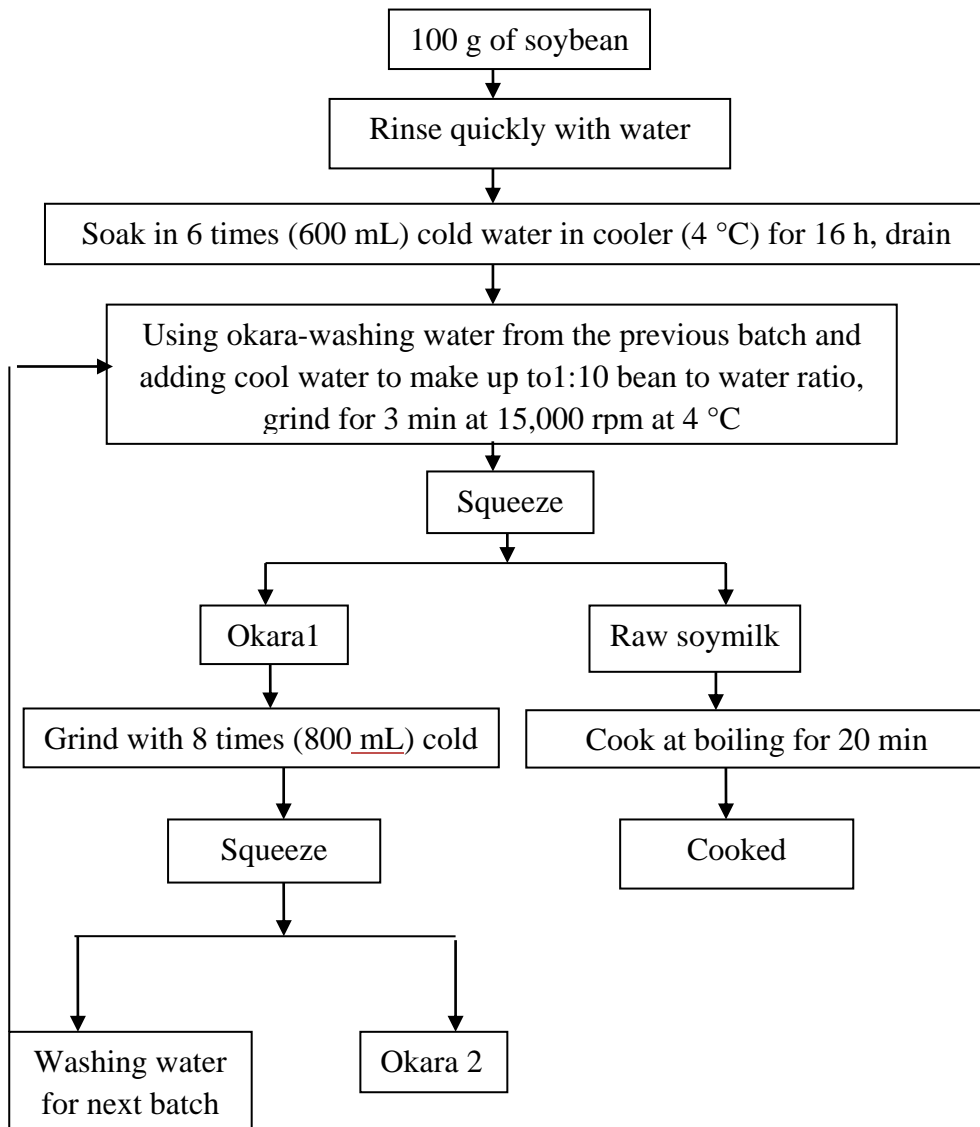 100 g of soybean
Rinse quickly with water
Soak in 6 times (600 mL) cold water in cooler (4 °C) for 16 h, drain
Using okara-washing water from the previous batch and
adding cool water to make up to1:10 bean to water ratio,
grind for 3 min at 15,000 rpm at 4 °C
Squeeze
Okara1
Raw soymilk
Grind with 8 times (800 mL) cold
Cook at boiling for 20 min
Squeeze
Cooked
Washing water
for next batch
Okara 2